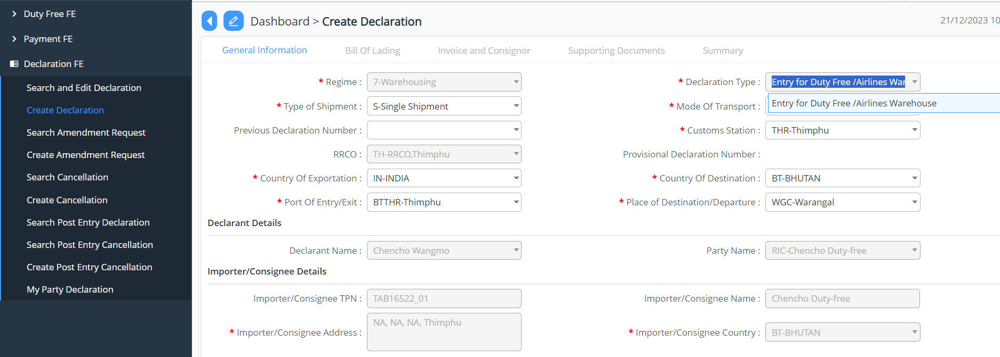 Duty Free FE
Payment FE
Declaration FE
Search and Edit Declaration
Create Declaration
Search Amendment Request
Create Amendment Request
Search Cancellation
Create Cancellation
Search Post Entry Declaration
Search Post Entry Cancellation
Create Post Entry Cancellation
My Party Declaration
Dashboard > Create Declaration
21/12/2023 10
General Information Bill Of Lading Invoice and Consignor Supporting Documents Summary
* Regime : 7-Warehousing * Declaration Type : Entry for Duty Free /Airlines War
Entry for Duty Free /Airlines Warehouse
* Type of Shipment : S-Single Shipment * Mode Of Transport :
Previous Declaration Number : * Customs Station : THR-Thimphu
RRCO : TH-RRCO,Thimphu Provisional Declaration Number :
* Country Of Exportation : IN-INDIA * Country Of Destination : BT-BHUTAN
* Port Of Entry/Exit : BTTHR-Thimphu * Place of Destination/Departure : WGC-Warangal
Declarant Details
Declarant Name : Chencho Wangmo Party Name : RIC-Chencho Duty-free
Importer/Consignee Details
Importer/Consignee TPN : TAB16522_01 Importer/Consignee Name : Chencho Duty-free
* Importer/Consignee Address : NA, NA, NA, Thimphu * Importer/Consignee Country : BT-BHUTAN